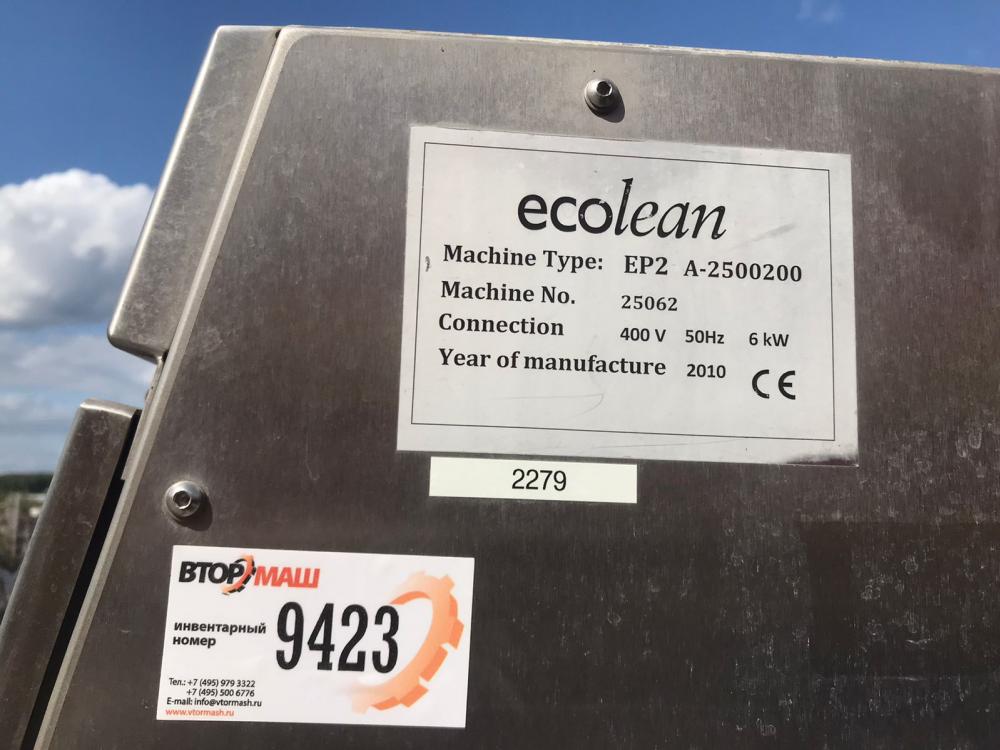 ecolean
Machine Type: EP2 A-2500200
Machine No. 25062
Connection 400 V 50Hz 6 kW
Year of manufacture 2010 CE
2279
ВТОРМАШ
инвентарный
номер
9423
Тел.: +7 (495) 979 3322
+7 (495) 500 6776
E-mail: info@vtormash.ru
www.vtormash.ru